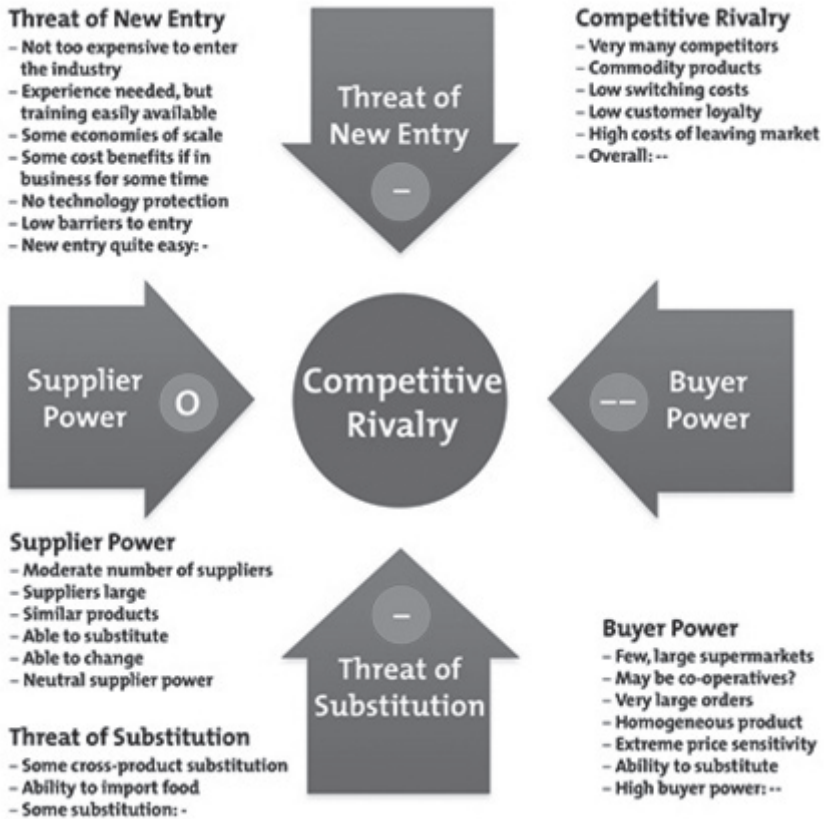 Threat of New Entry
– Not too expensive to enter
the industry
– Experience needed, but
training easily available
– Some economies of scale
– Some cost benefits if in
business for some time
– No technology protection
– Low barriers to entry
– New entry quite easy: -
Threat of
New Entry
–
Competitive Rivalry
– Very many competitors
– Commodity products
– Low switching costs
– Low customer loyalty
– High costs of leaving market
– Overall: --
Supplier
Power
O
Competitive
Rivalry
––
Buyer
Power
Supplier Power
– Moderate number of suppliers
– Suppliers large
– Similar products
– Able to substitute
– Able to change
– Neutral supplier power
Threat of Substitution
– Some cross-product substitution
– Ability to import food
– Some substitution: -
–
Threat of
Substitution
Buyer Power
– Few, large supermarkets
– May be co-operatives?
– Very large orders
– Homogeneous product
– Extreme price sensitivity
– Ability to substitute
– High buyer power: --